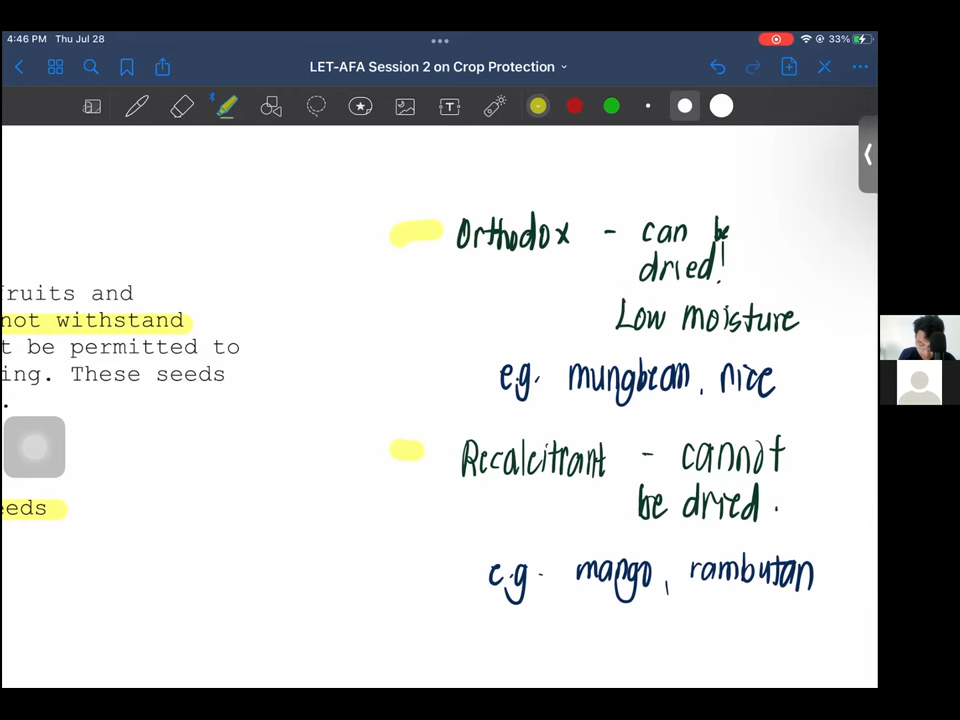 4:46 PM Thu Jul 28
33%
LET-AFA Session 2 on Crop Protection
T
fruits and
not withstand
t be permitted to
ing. These seeds
.
eeds
Orthodox - can be
dried!
Low moisture
e.g. mungbean, rice
Recalcitrant - cannot
be dried.
e.g. mango, rambutan